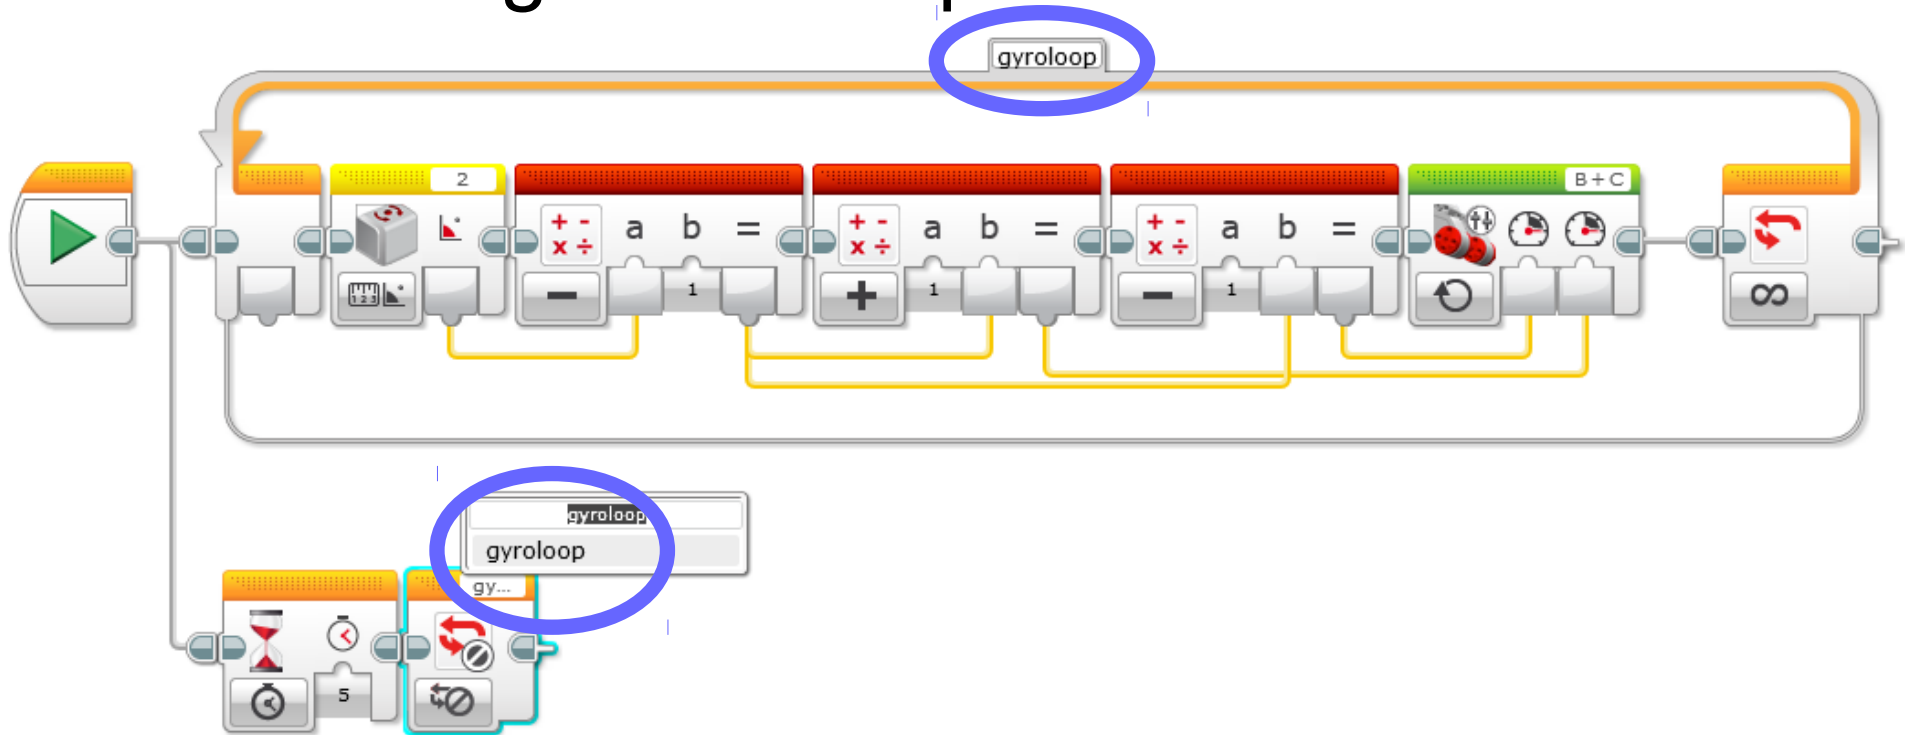 gyroloop
2
B+C
a b = a b = a b =
1 1 1
gyroloop
gyroloop
gy...
5